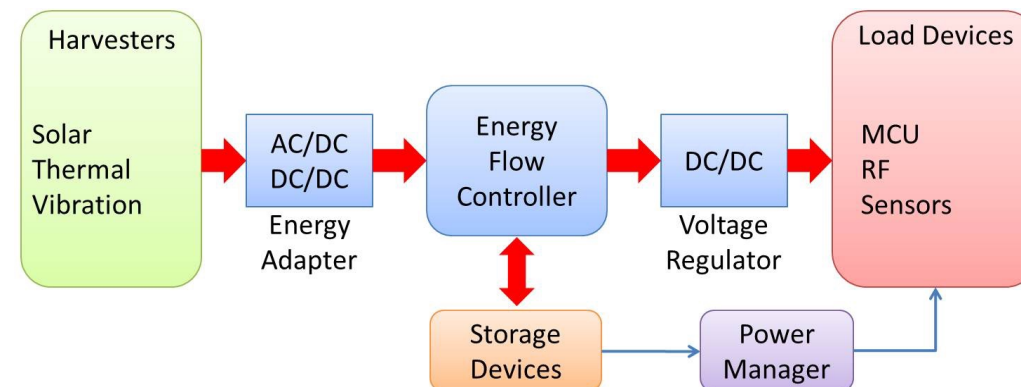 Harvesters
Solar
Thermal
Vibration
AC/DC
DC/DC
Energy
Adapter
Energy
Flow
Controller
DC/DC
Voltage
Regulator
Load Devices
MCU
RF
Sensors
Storage
Devices
Power
Manager